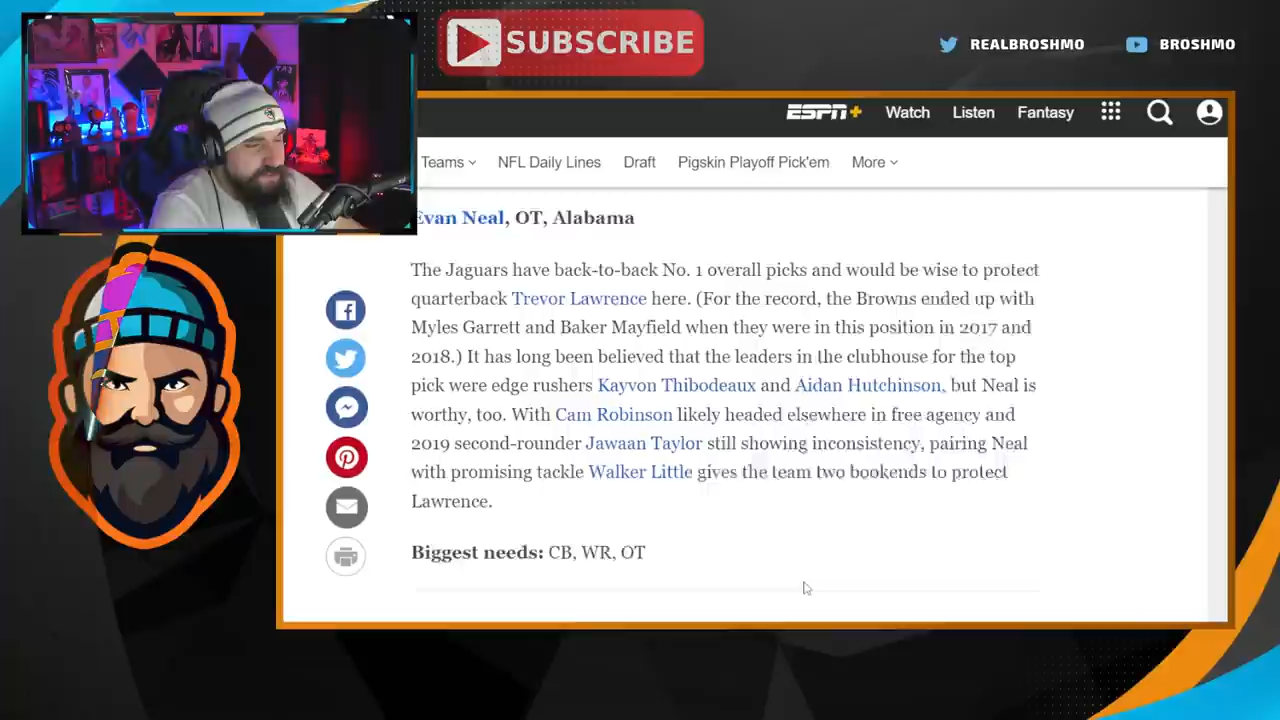 SUBSCRIBE
REALBROSHMO
BROSHMO
ESPN+
Watch
Listen
Fantasy
Teams
NFL Daily Lines
Draft
Pigskin Playoff Pick'em
More
Evan Neal, OT, Alabama
The Jaguars have back-to-back No. 1 overall picks and would be wise to protect
quarterback Trevor Lawrence here. (For the record, the Browns ended up with
Myles Garrett and Baker Mayfield when they were in this position in 2017 and
2018.) It has long been believed that the leaders in the clubhouse for the top
pick were edge rushers Kayvon Thibodeaux and Aidan Hutchinson, but Neal is
worthy, too. With Cam Robinson likely headed elsewhere in free agency and
2019 second-rounder Jawaan Taylor still showing inconsistency, pairing Neal
with promising tackle Walker Little gives the team two bookends to protect
Lawrence.
Biggest needs: CB, WR, OT